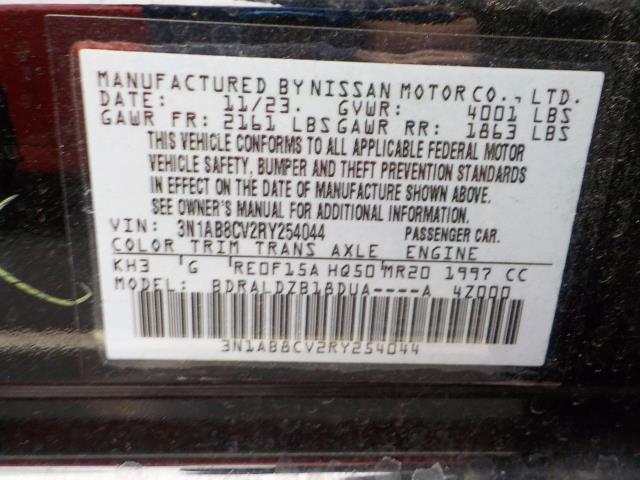 MANUFACTURED BY NISSAN MOTOR CO., LTD.
DATE: 11/23. GVWR: 4001 LBS
GAWR FR: 2161 LBS GAWR RR: 1863 LBS
THIS VEHICLE CONFORMS TO ALL APPLICABLE FEDERAL MOTOR
VEHICLE SAFETY, BUMPER AND THEFT PREVENTION STANDARDS
IN EFFECT ON THE DATE OF MANUFACTURE SHOWN ABOVE.
SEE OWNER'S MANUAL FOR ADDITIONAL INFORMATION.
VIN: 3N1AB8CV2RY254044 PASSENGER CAR.
COLOR TRIM TRANS AXLE ENGINE
KH3 G RE0F15A HQ50 MR20 1997 CC
MODEL: BDRALDZB18DUA----A 4Z000
3N1AB8CV2RY254044